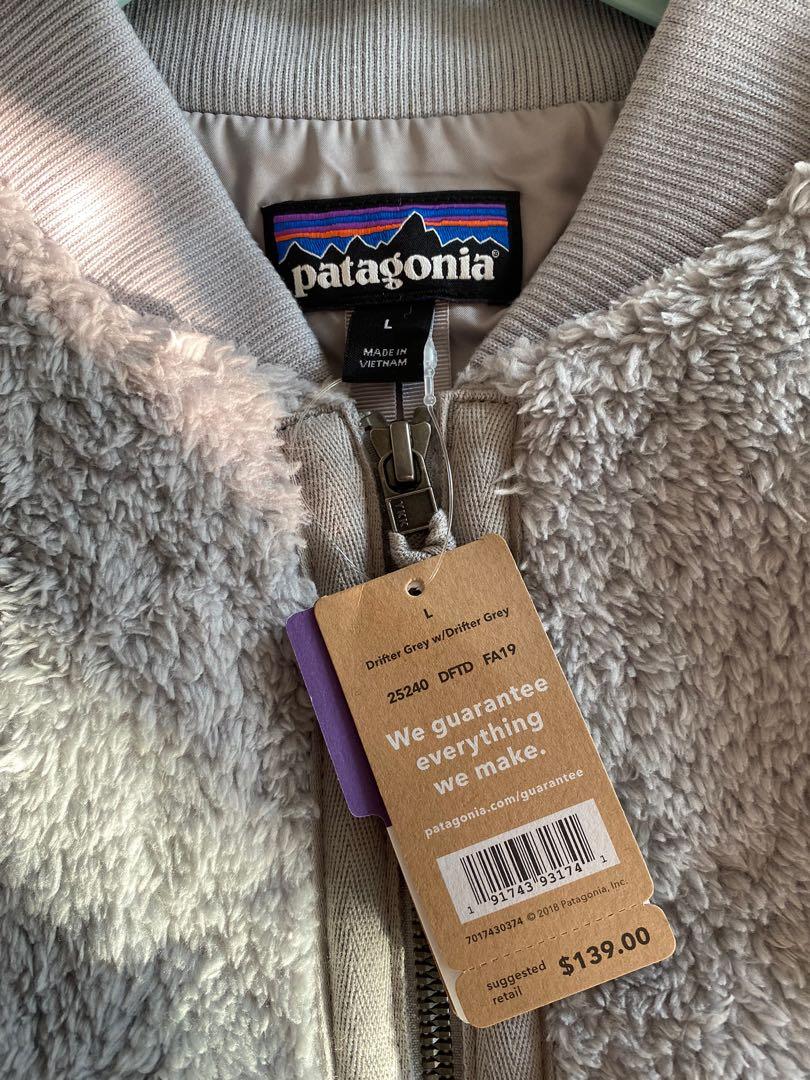 patagonia®
L
MADE IN
VIETNAM
YKK
L
Drifter Grey w/Drifter Grey
25240 DFTD FA19
We guarantee
everything
we make.
patagonia.com/guarantee
1 91743 93174 1
7017430374 © 2018 Patagonia, Inc.
suggested
retail
$139.00